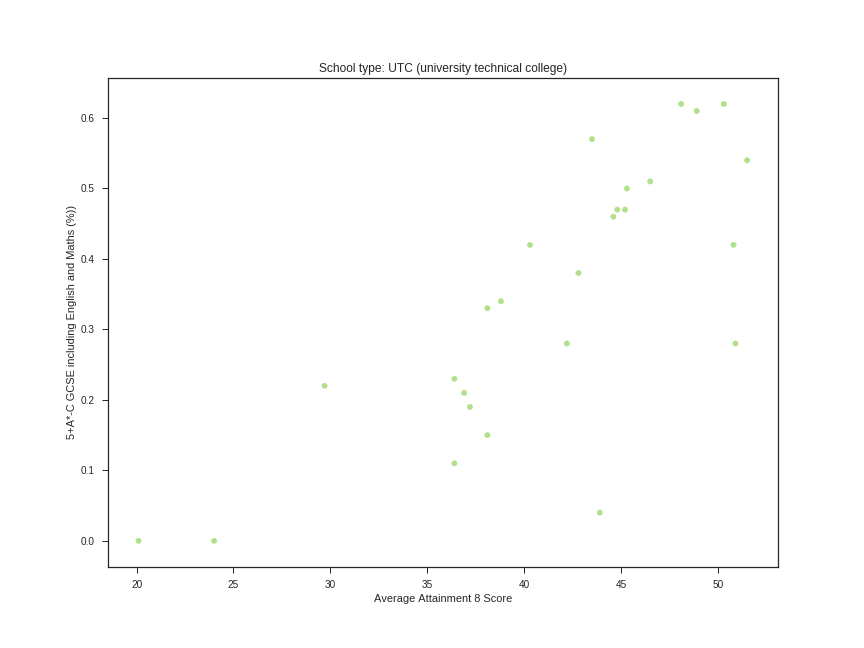 School type: UTC (university technical college)
0.6
0.5
0.4
0.3
0.2
0.1
0.0
5+A*-C GCSE including English and Maths (%))
20 25 30 35 40 45 50
Average Attainment 8 Score